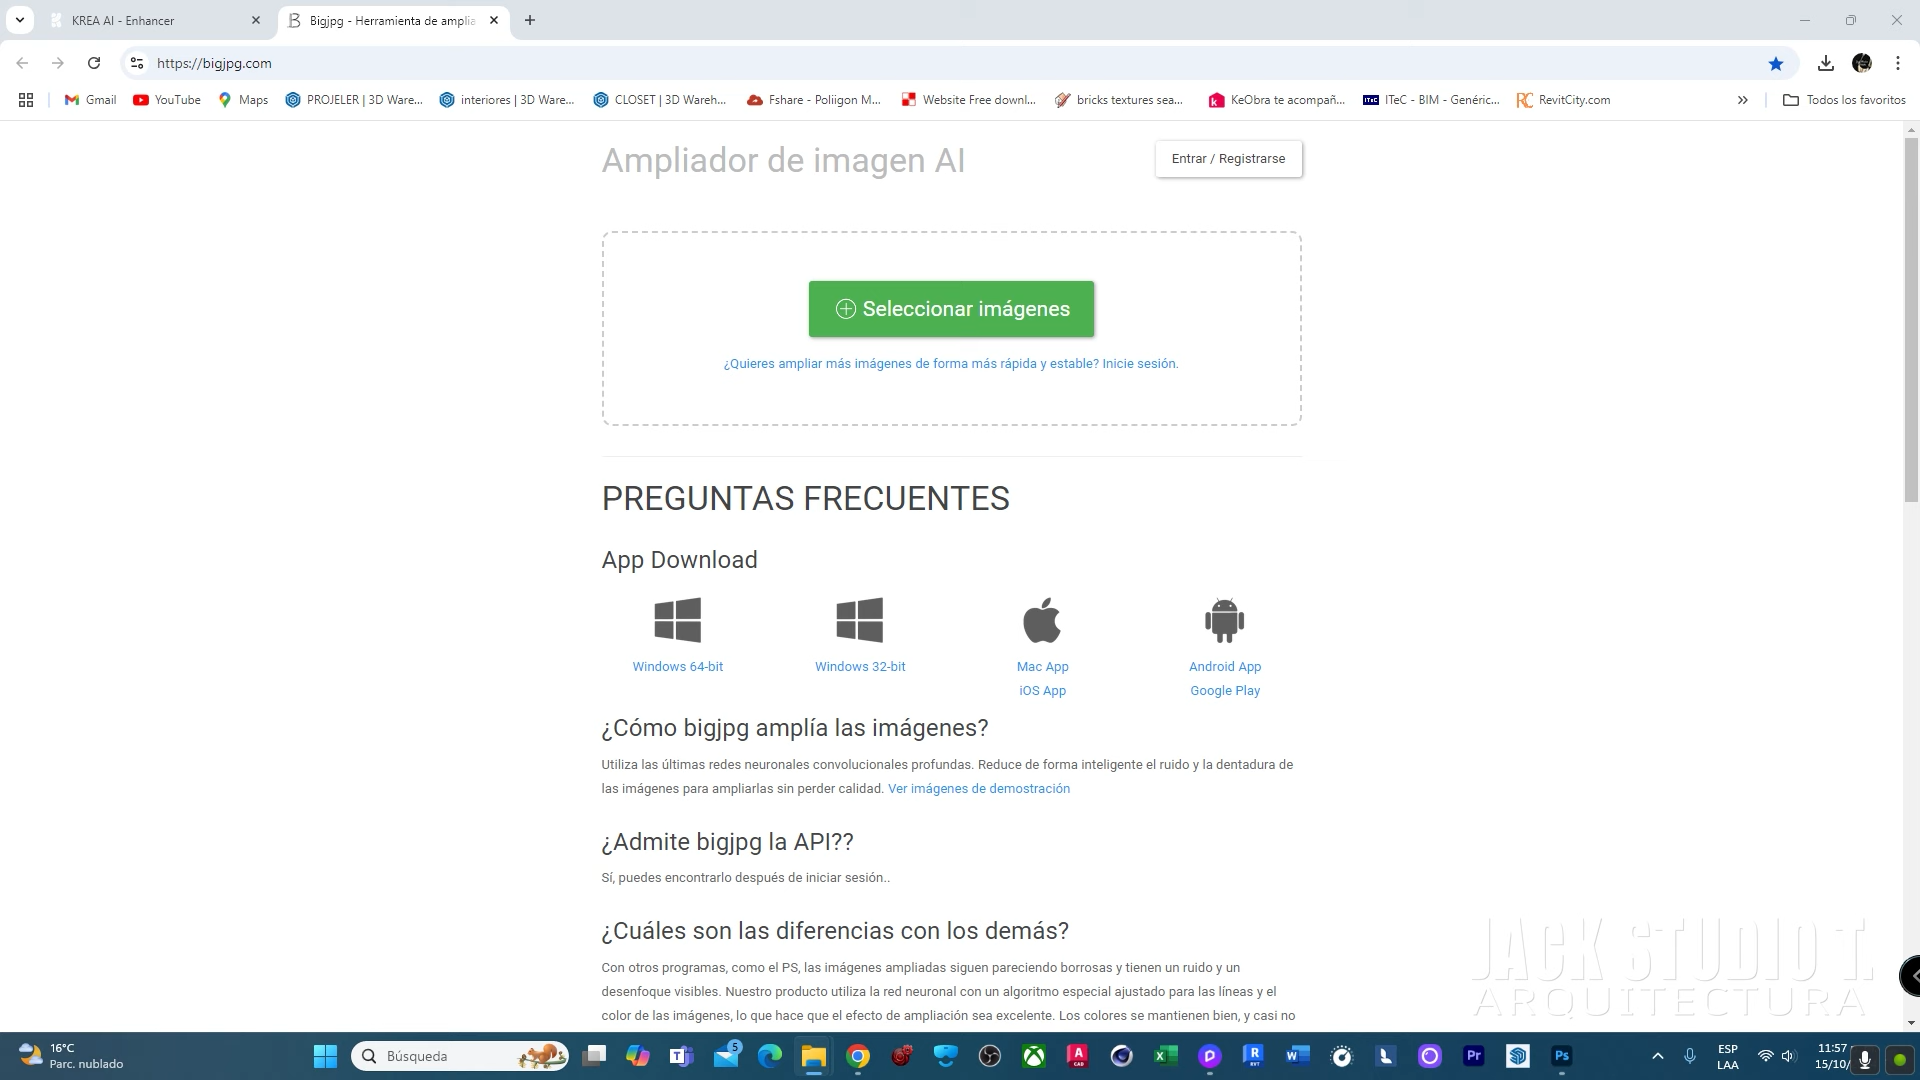 KREA AI - Enhancer
Bigjpg - Herramienta de amplia
https://bigjpg.com
Gmail
YouTube
Maps
PROJELER | 3D Ware...
interiores | 3D Ware...
CLOSET | 3D Wareh...
Fshare - Poliigon M...
Website Free downl...
bricks textures sea...
KeObra te acompañ...
ITeC - BIM - Genéric...
RevitCity.com
Todos los favoritos
Ampliador de imagen AI
Entrar / Registrarse
Seleccionar imágenes
¿Quieres ampliar más imágenes de forma más rápida y estable? Inicie sesión.
PREGUNTAS FRECUENTES
App Download
Windows 64-bit
Windows 32-bit
Mac App
iOS App
Android App
Google Play
¿Cómo bigjpg amplía las imágenes?
Utiliza las últimas redes neuronales convolucionales profundas. Reduce de forma inteligente el ruido y la dentadura de
las imágenes para ampliarlas sin perder calidad. Ver imágenes de demostración
¿Admite bigjpg la API??
Sí, puedes encontrarlo después de iniciar sesión..
¿Cuáles son las diferencias con los demás?
Con otros programas, como el PS, las imágenes ampliadas siguen pareciendo borrosas y tienen un ruido y un
desenfoque visibles. Nuestro producto utiliza la red neuronal con un algoritmo especial ajustado para las líneas y el
color de las imágenes, lo que hace que el efecto de ampliación sea excelente. Los colores se mantienen bien, y casi no
JACK STUDIO T.
ARQUITECTURA
16°C
Parc. nublado
Búsqueda
5
ESP
LAA
11:57
15/10/